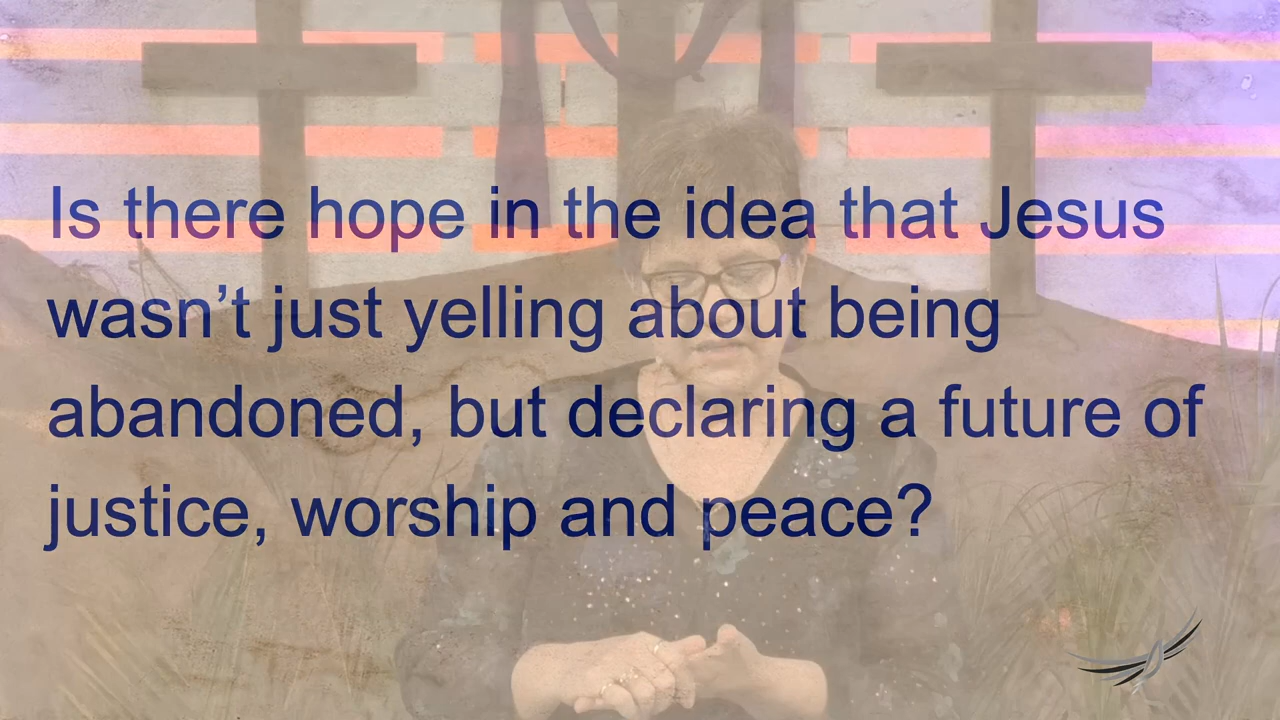 Is there hope in the idea that Jesus
wasn’t just yelling about being
abandoned, but declaring a future of
justice, worship and peace?